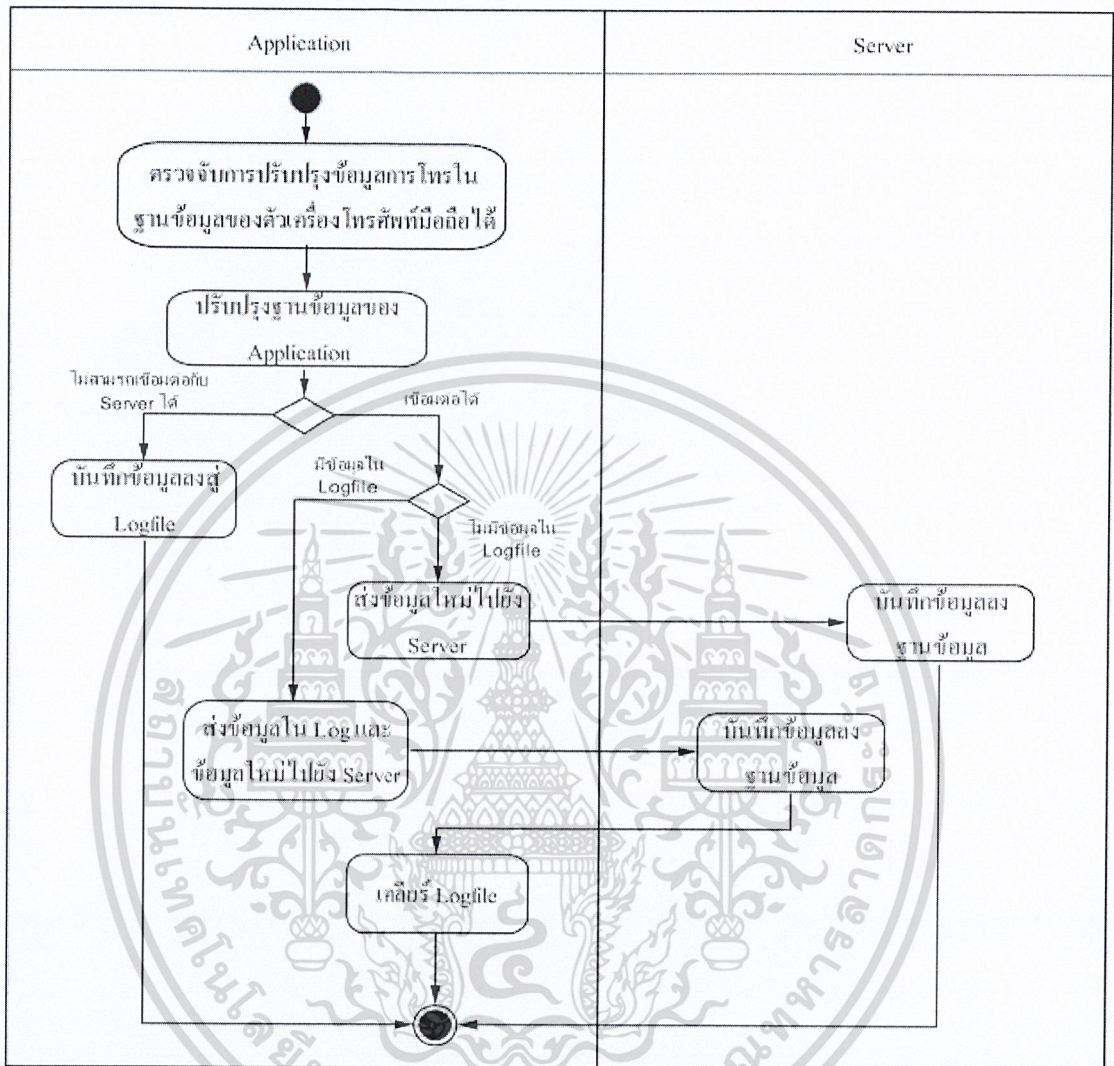 Application
Server
ตรวจจับการปรับปรุงข้อมูลการโทรใน
ฐานข้อมูลของตัวเครื่องโทรศัพท์มือถือได้
ปรับปรุงฐานข้อมูลของ
Application
ไม่สามารถเชื่อมต่อกับ
Server ได้
เชื่อมต่อได้
บันทึกข้อมูลลงสู่
Logfile
มีข้อมูลใน
Logfile
ไม่มีข้อมูลใน
Logfile
ส่งข้อมูลใหม่ไปยัง
Server
บันทึกข้อมูลลง
ฐานข้อมูล
ส่งข้อมูลใน Log และ
ข้อมูลใหม่ไปยัง Server
บันทึกข้อมูลลง
ฐานข้อมูล
เคลียร์ Logfile